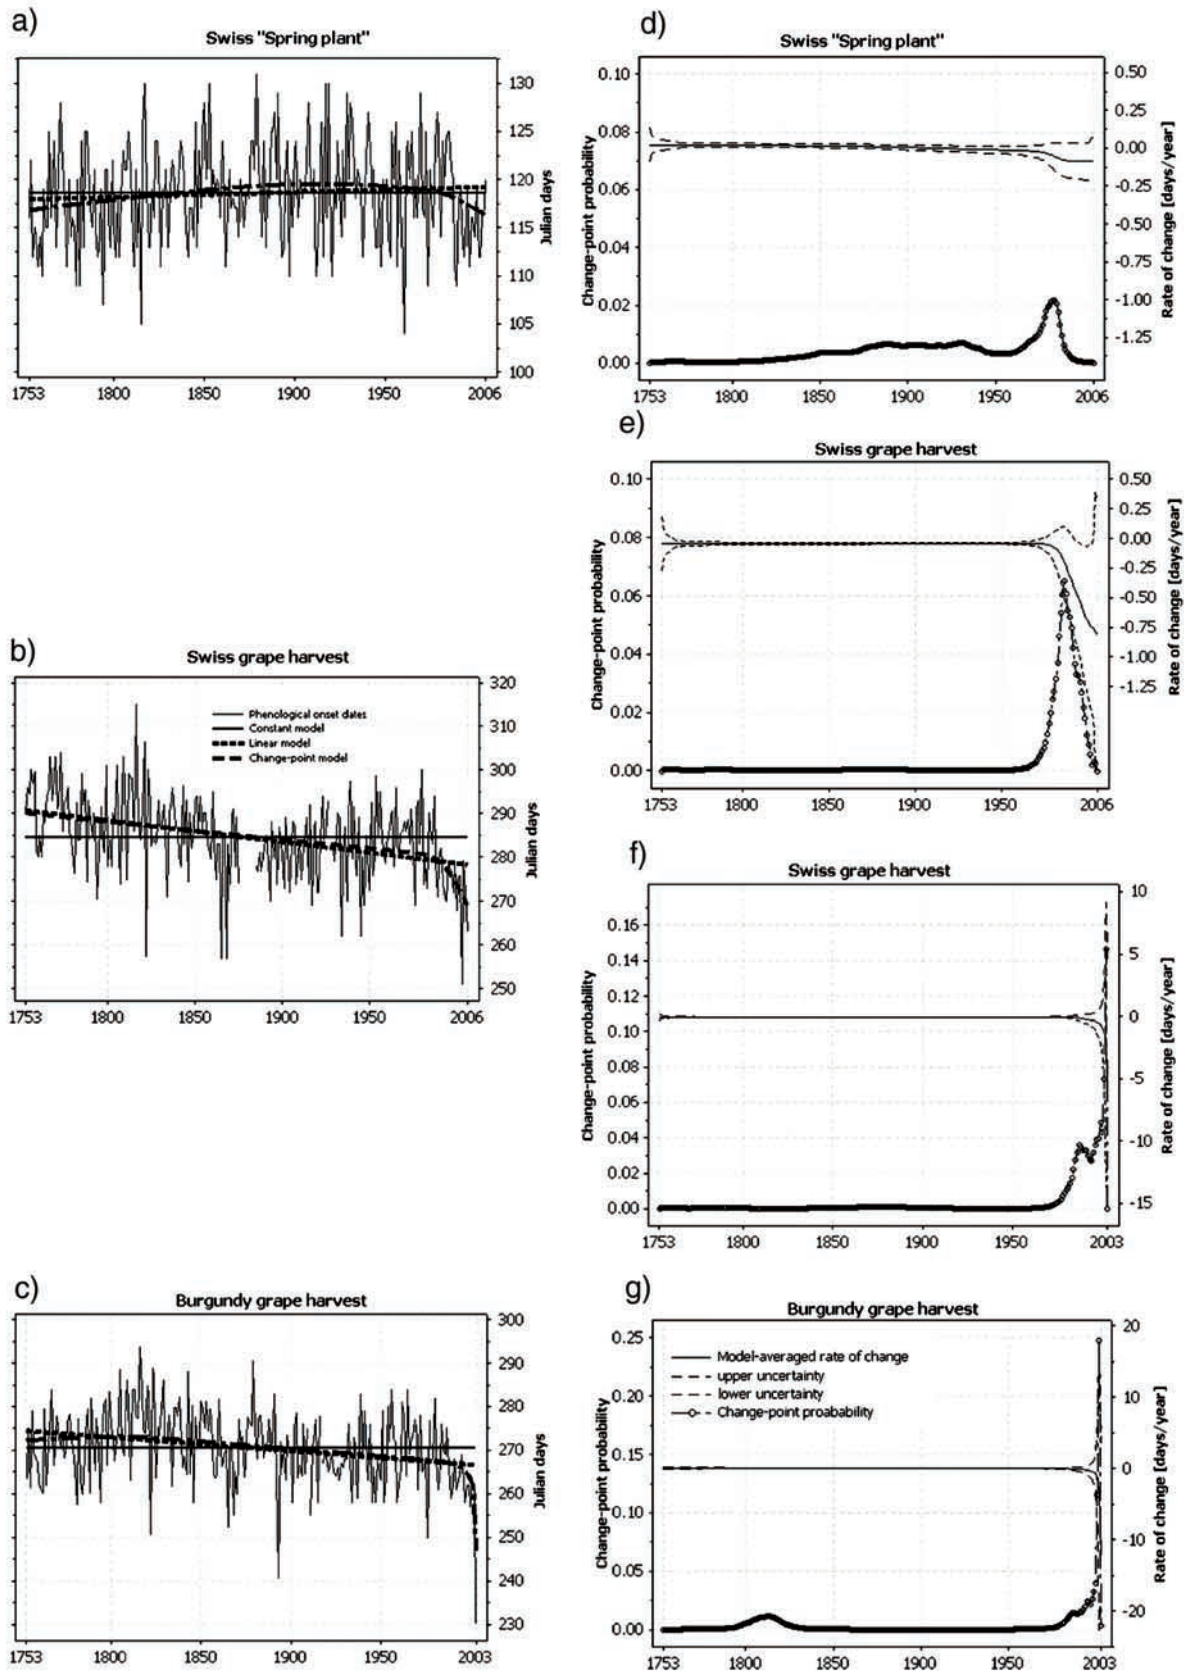 a)
Swiss "Spring plant"
130
125
120
115
110
105
100
Julian days
1753 1800 1850 1900 1950 2006
b)
Swiss grape harvest
Phenological onset dates
Constant model
Linear model
Change-point model
320
310
300
290
280
270
260
250
Julian days
1753 1800 1850 1900 1950 2006
c)
Burgundy grape harvest
300
290
280
270
260
250
240
230
Julian days
1753 1800 1850 1900 1950 2003
d)
Swiss "Spring plant"
Change-point probability
0.10
0.08
0.06
0.04
0.02
0.00
0.50
0.25
0.00
-0.25
-0.50
-0.75
-1.00
-1.25
Rate of change [days/year]
1753 1800 1850 1900 1950 2006
e)
Swiss grape harvest
Change-point probability
0.10
0.08
0.06
0.04
0.02
0.00
0.50
0.25
0.00
-0.25
-0.50
-0.75
-1.00
-1.25
Rate of change [days/year]
1753 1800 1850 1900 1950 2006
f)
Swiss grape harvest
Change-point probability
0.16
0.14
0.12
0.10
0.08
0.06
0.04
0.02
0.00
10
5
0
-5
-10
-15
Rate of change [days/year]
1753 1800 1850 1900 1950 2003
g)
Burgundy grape harvest
Model-averaged rate of change
upper uncertainty
lower uncertainty
Change-point proabability
Change-point probability
0.25
0.20
0.15
0.10
0.05
0.00
20
10
0
-10
-20
Rate of change [days/year]
1753 1800 1850 1900 1950 2003